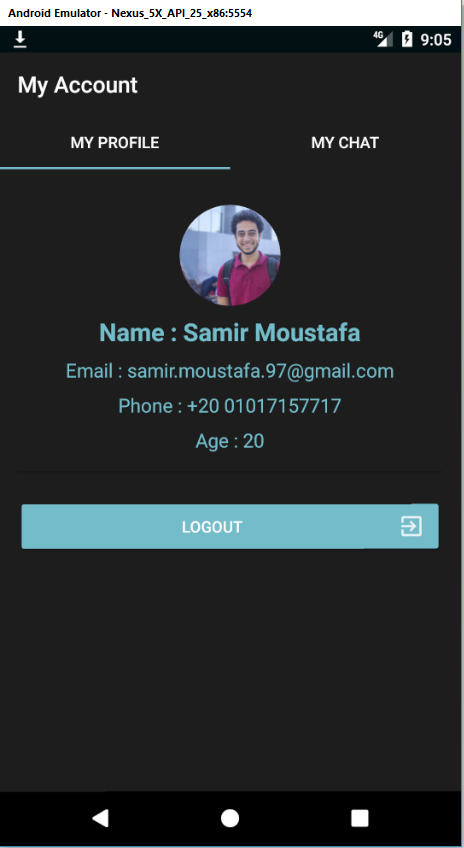 Android Emulator - Nexus_5X_API_25_x86:5554
4G 9:05
My Account
MY PROFILE MY CHAT
Name : Samir Moustafa
Email : samir.moustafa.97@gmail.com
Phone : +20 01017157717
Age : 20
LOGOUT